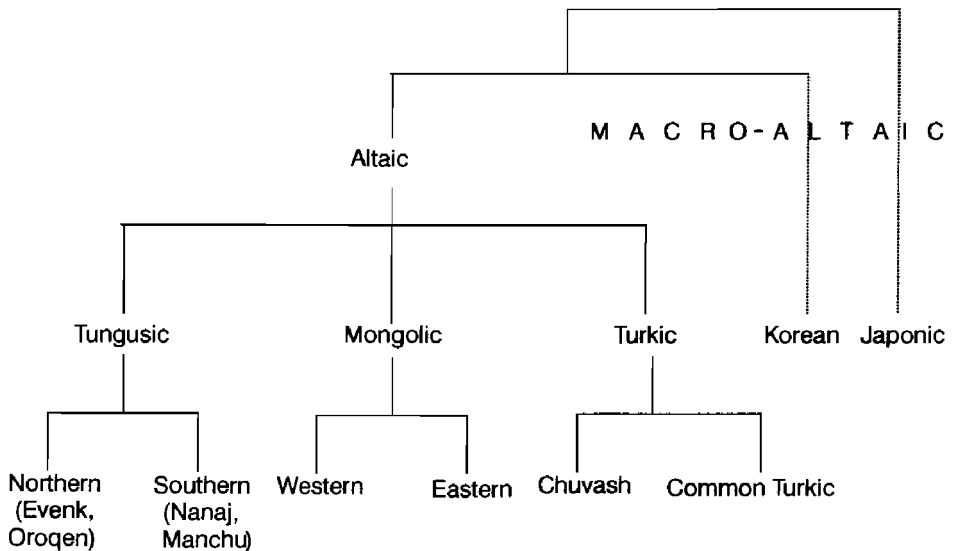 MACRO-ALTAIC
Altaic
Tungusic Mongolic Turkic Korean Japonic
Northern Southern Western Eastern Chuvash Common Turkic
(Evenk, (Nanaj,
Oroqen) Manchu)